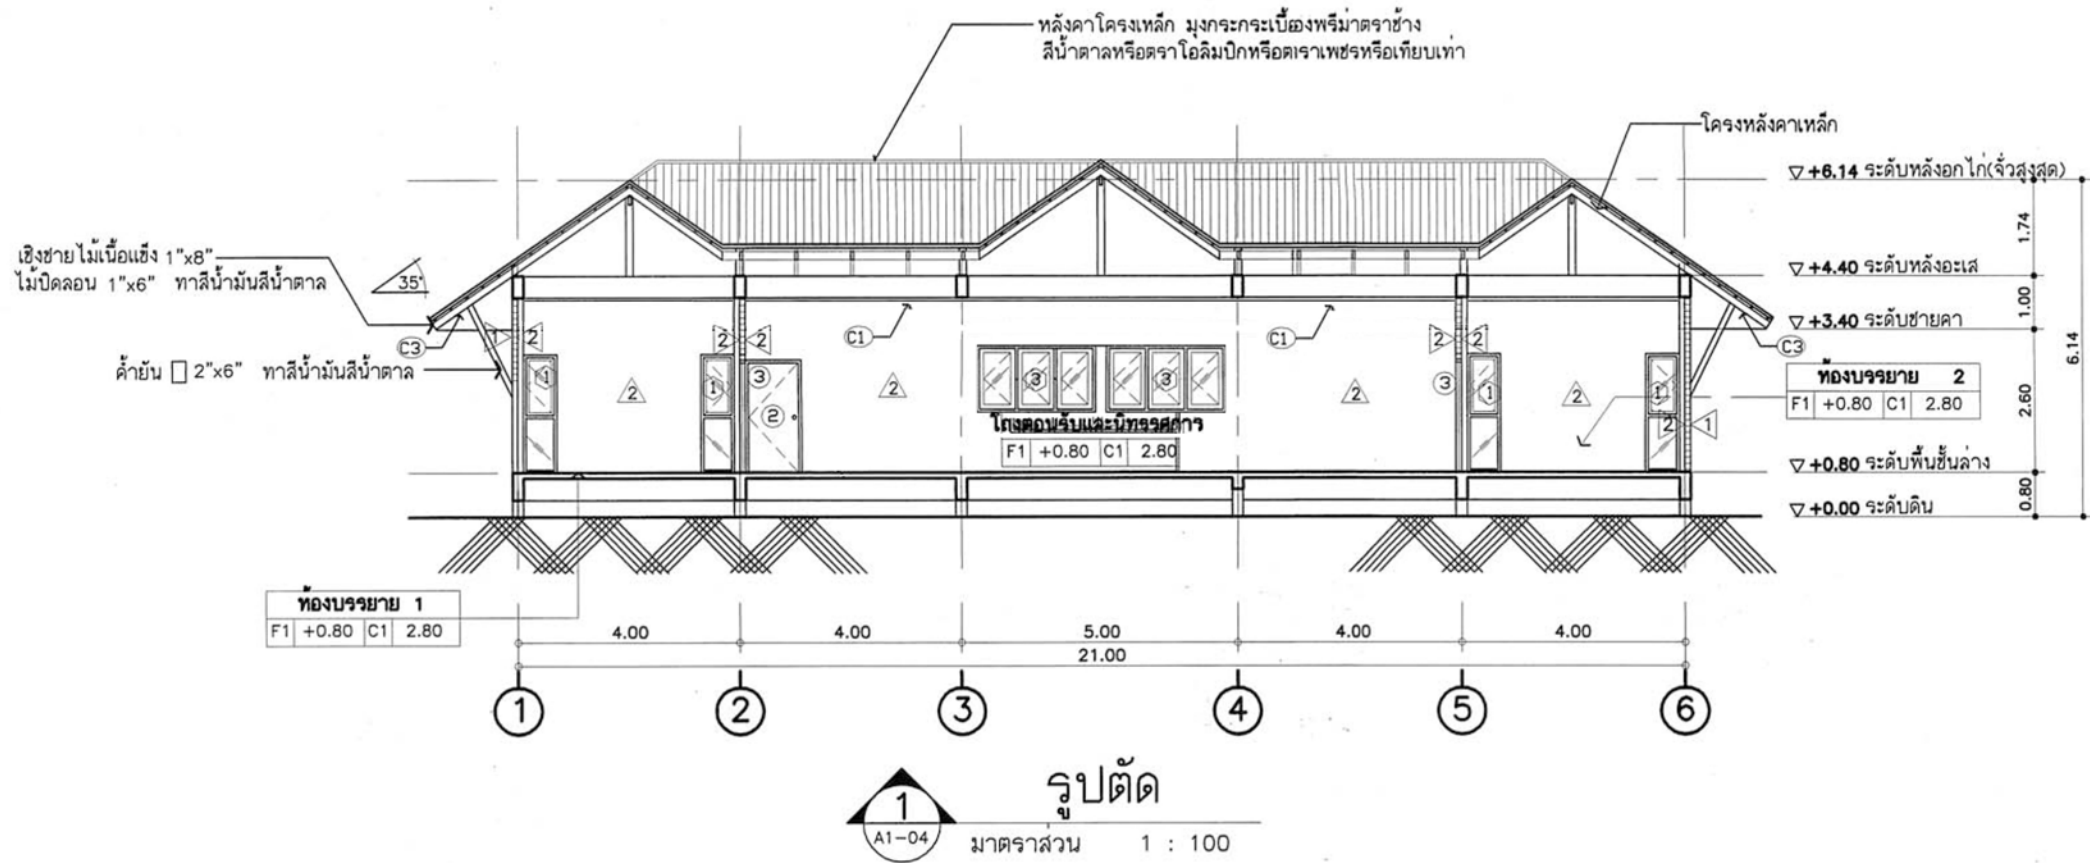 หลังคาโครงเหล็ก มุงกระกระเบื้องพรีม่าตราช้าง
สีน้ำตาลหรือตราโอลิมปิกหรือตราเพชรหรือเทียบเท่า
โครงหลังคาเหล็ก
▽+6.14 ระดับหลังอกไก่(จั่วสูงสุด)
1.74
เชิงชายไม้เนื้อแข็ง 1"x8"
ไม้ปิดลอน 1"x6" ทาสีน้ำมันสีน้ำตาล
35°
▽+4.40 ระดับหลังอะเส
1.00
▽+3.40 ระดับชายคา
6.14
C3
1 2
2 2
C1
C1
2 2
C3
ค้ำยัน □ 2"x6" ทาสีน้ำมันสีน้ำตาล
1 2 1 3 2 2 3 3 2 3 1 2 1
2 1
ห้องบรรยาย 2
F1 +0.80 C1 2.80
2.60
โถงตอนรับและนิทรรศการ
F1 +0.80 C1 2.80
▽+0.80 ระดับพื้นชั้นล่าง
0.80
▽+0.00 ระดับดิน
ห้องบรรยาย 1
F1 +0.80 C1 2.80
4.00 4.00 5.00 4.00 4.00
21.00
1 2 3 4 5 6
1
A1-04
รูปตัด
มาตราส่วน 1 : 100